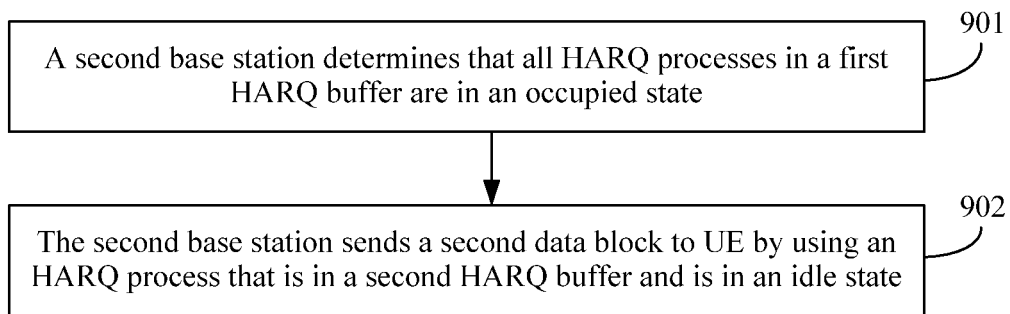 901
A second base station determines that all HARQ processes in a first
HARQ buffer are in an occupied state
902
The second base station sends a second data block to UE by using an
HARQ process that is in a second HARQ buffer and is in an idle state